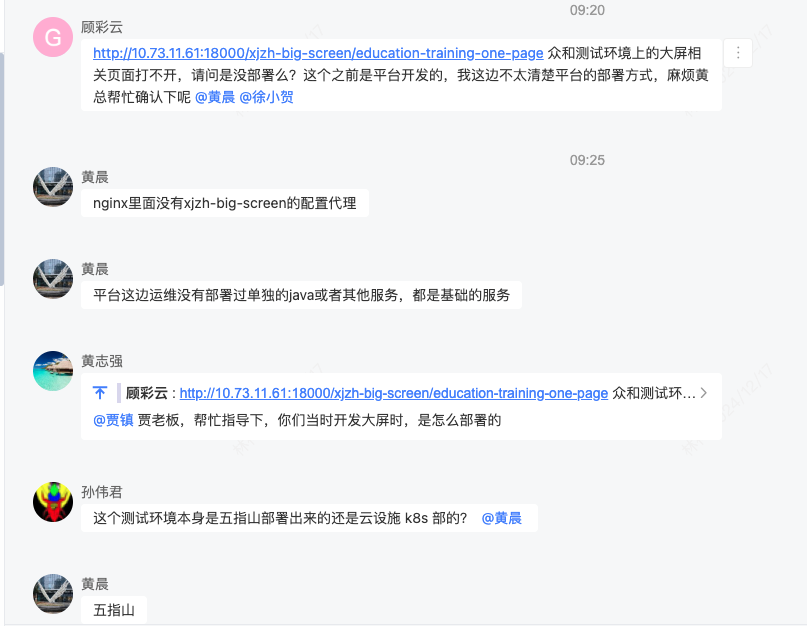 09:20
G
顾彩云
http://10.73.11.61:18000/xjzh-big-screen/education-training-one-page 众和测试环境上的大屏相
关页面打不开，请问是没部署么？这个之前是平台开发的，我这边不太清楚平台的部署方式，麻烦黄
总帮忙确认下呢 @黄晨 @徐小贺
09:25
黄晨
nginx里面没有xjzh-big-screen的配置代理
黄晨
平台这边运维没有部署过单独的java或者其他服务，都是基础的服务
黄志强
顾彩云 : http://10.73.11.61:18000/xjzh-big-screen/education-training-one-page 众和测试环...
@贾镇 贾老板，帮忙指导下，你们当时开发大屏时，是怎么部署的
孙伟君
这个测试环境本身是五指山部署出来的还是云设施 k8s 部的？ @黄晨
黄晨
五指山